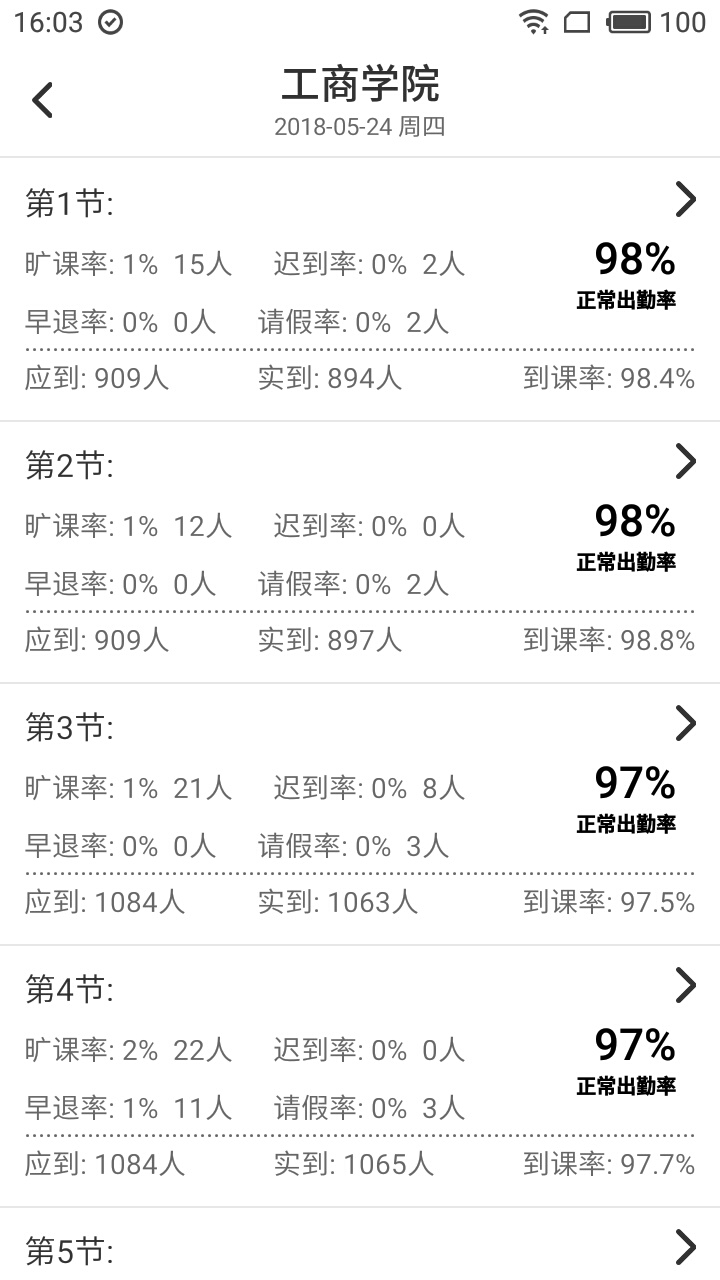 16:03 100
工商学院
2018-05-24 周四
第1节:
旷课率: 1% 15人 迟到率: 0% 2人 98%
早退率: 0% 0人 请假率: 0% 2人 正常出勤率
应到: 909人 实到: 894人 到课率: 98.4%
第2节:
旷课率: 1% 12人 迟到率: 0% 0人 98%
早退率: 0% 0人 请假率: 0% 2人 正常出勤率
应到: 909人 实到: 897人 到课率: 98.8%
第3节:
旷课率: 1% 21人 迟到率: 0% 8人 97%
早退率: 0% 0人 请假率: 0% 3人 正常出勤率
应到: 1084人 实到: 1063人 到课率: 97.5%
第4节:
旷课率: 2% 22人 迟到率: 0% 0人 97%
早退率: 1% 11人 请假率: 0% 3人 正常出勤率
应到: 1084人 实到: 1065人 到课率: 97.7%
第5节: